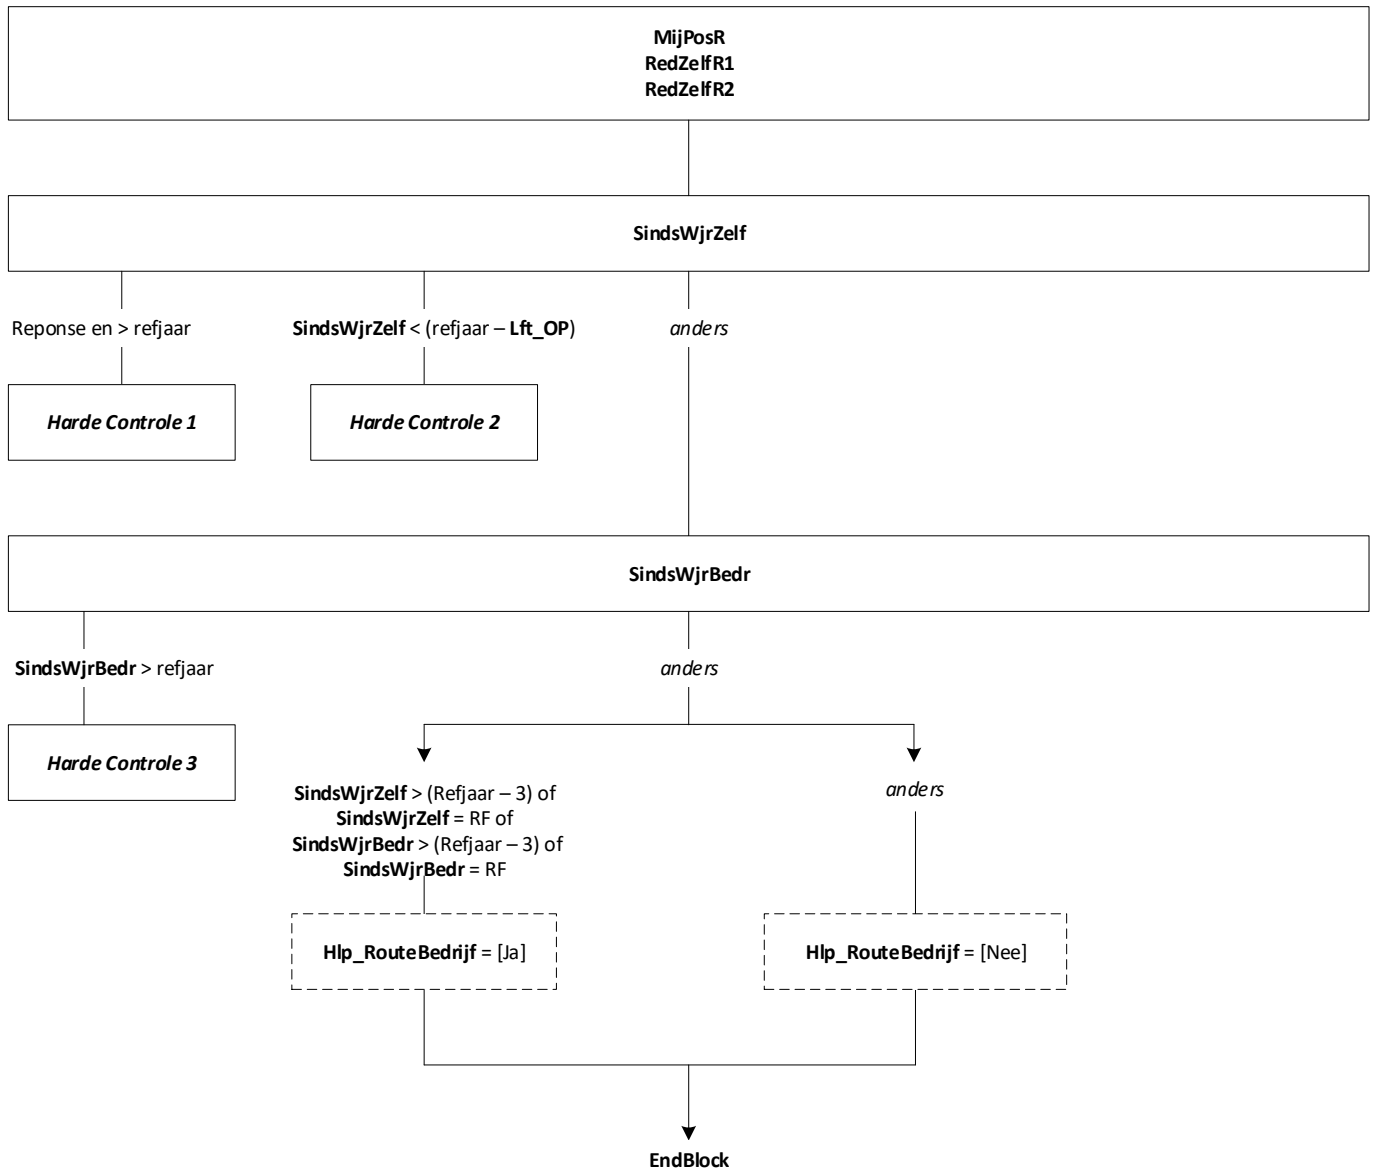 MijPosR
RedZelfR1
RedZelfR2
SindsWjrZelf
Reponse en > refjaar
SindsWjrZelf < (refjaar – Lft_OP)
anders
Harde Controle 1
Harde Controle 2
SindsWjrBedr
SindsWjrBedr > refjaar
anders
Harde Controle 3
SindsWjrZelf > (Refjaar – 3) of
SindsWjrZelf = RF of
SindsWjrBedr > (Refjaar – 3) of
SindsWjrBedr = RF
anders
Hlp_RouteBedrijf = [Ja]
Hlp_RouteBedrijf = [Nee]
EndBlock